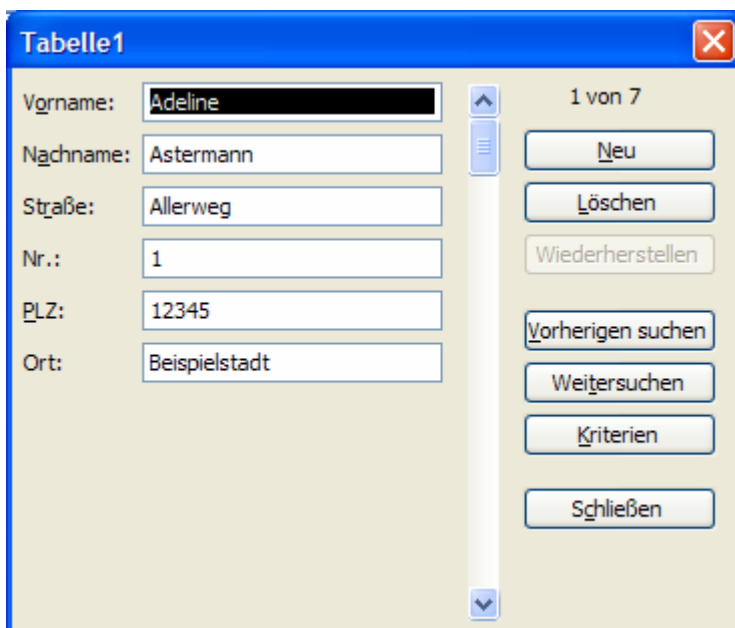 Tabelle1
Vorname: Adeline
Nachname: Astermann
Straße: Allerweg
Nr.: 1
PLZ: 12345
Ort: Beispielstadt
1 von 7
Neu
Löschen
Wiederherstellen
Vorherigen suchen
Weitersuchen
Kriterien
Schließen